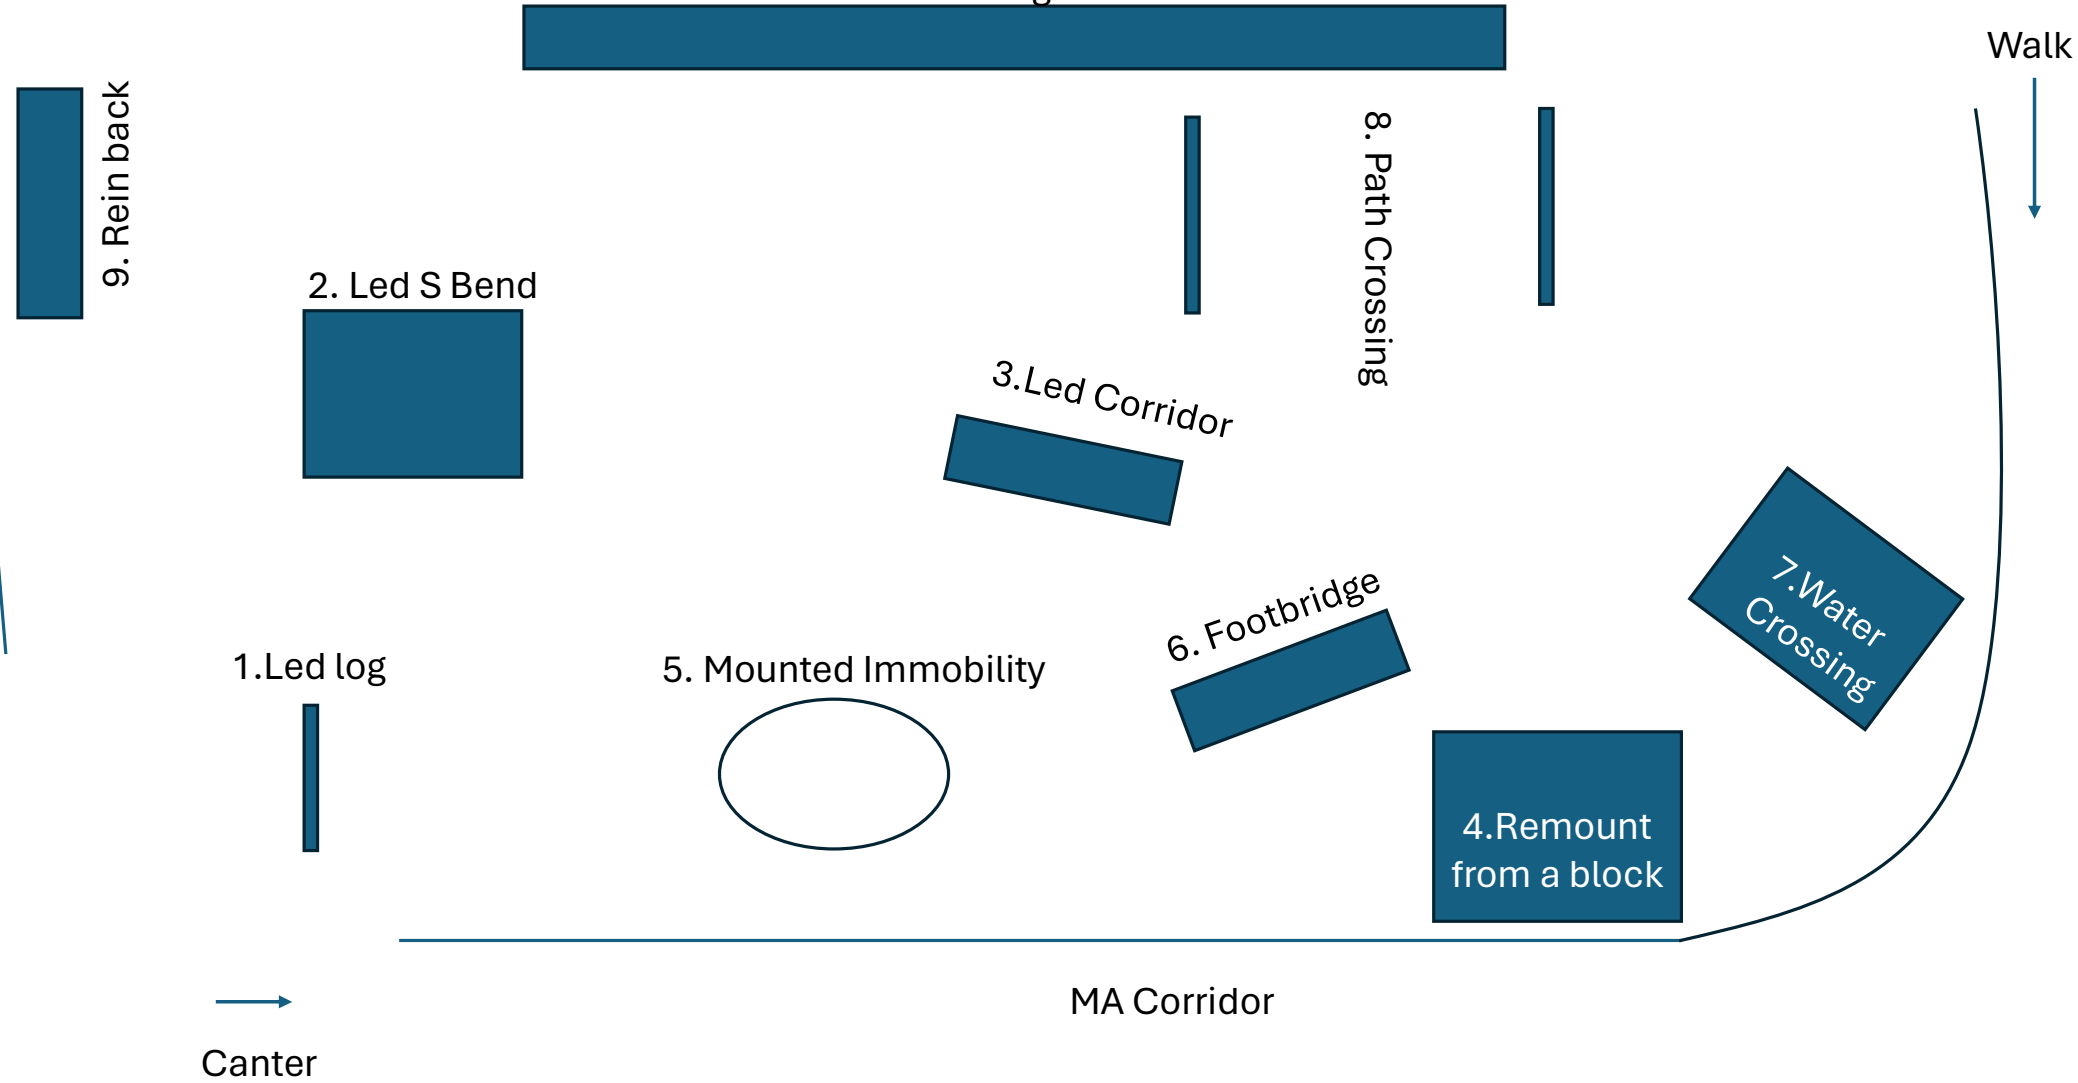 Walk
9. Rein back
8. Path Crossing
2. Led S Bend
3.Led Corridor
7.Water
Crossing
6. Footbridge
1.Led log
5. Mounted Immobility
4.Remount
from a block
MA Corridor
Canter